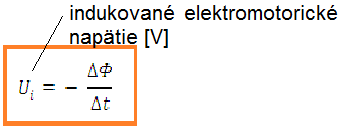 indukované elektromotorické
napätie [V]
Uᵢ = − ΔΦ/Δt